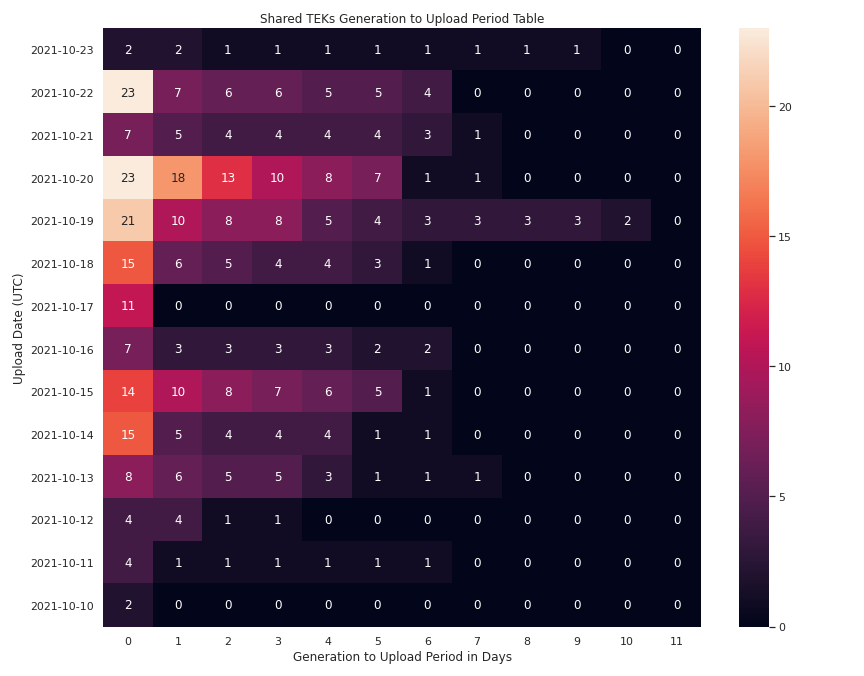 Shared TEKs Generation to Upload Period Table
Upload Date (UTC)
2021-10-23 2 2 1 1 1 1 1 1 1 1 0 0
2021-10-22 23 7 6 6 5 5 4 0 0 0 0 0
2021-10-21 7 5 4 4 4 4 3 1 0 0 0 0
2021-10-20 23 18 13 10 8 7 1 1 0 0 0 0
2021-10-19 21 10 8 8 5 4 3 3 3 3 2 0
2021-10-18 15 6 5 4 4 3 1 0 0 0 0 0
2021-10-17 11 0 0 0 0 0 0 0 0 0 0 0
2021-10-16 7 3 3 3 3 2 2 0 0 0 0 0
2021-10-15 14 10 8 7 6 5 1 0 0 0 0 0
2021-10-14 15 5 4 4 4 1 1 0 0 0 0 0
2021-10-13 8 6 5 5 3 1 1 1 0 0 0 0
2021-10-12 4 4 1 1 0 0 0 0 0 0 0 0
2021-10-11 4 1 1 1 1 1 1 0 0 0 0 0
2021-10-10 2 0 0 0 0 0 0 0 0 0 0 0
0 1 2 3 4 5 6 7 8 9 10 11
Generation to Upload Period in Days
20
15
10
5
0